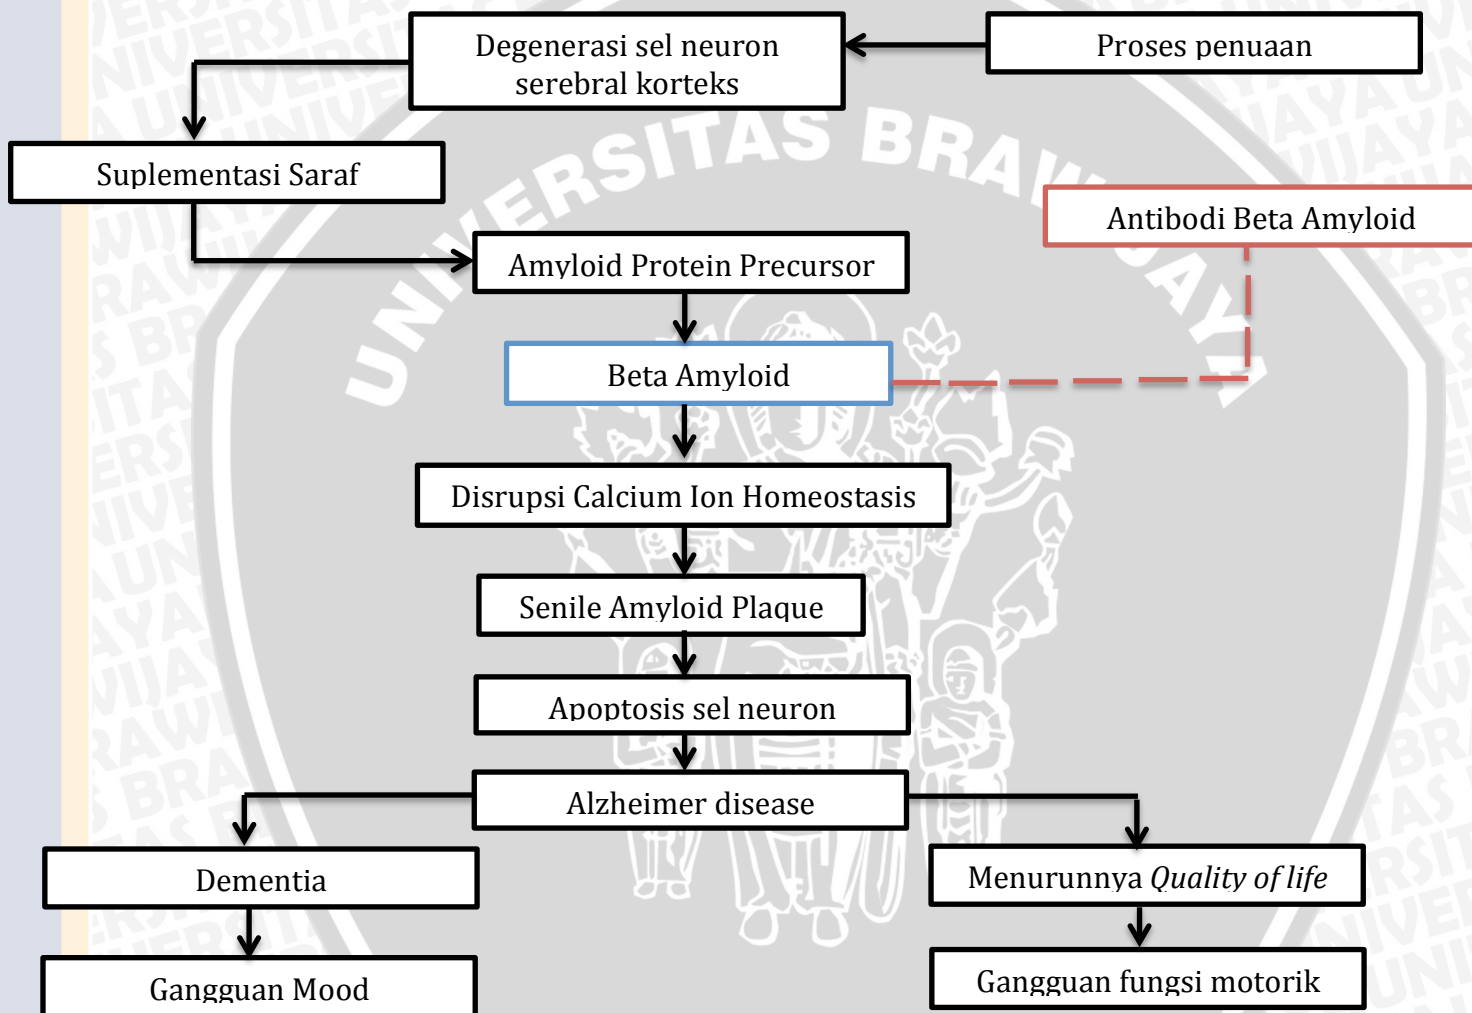 Degenerasi sel neuron
serebral korteks
Proses penuaan
Suplementasi Saraf
Antibodi Beta Amyloid
Amyloid Protein Precursor
Beta Amyloid
Disrupsi Calcium Ion Homeostasis
Senile Amyloid Plaque
Apoptosis sel neuron
Alzheimer disease
Dementia
Menurunnya Quality of life
Gangguan Mood
Gangguan fungsi motorik
UNIVERSITAS BRAWIJAYA